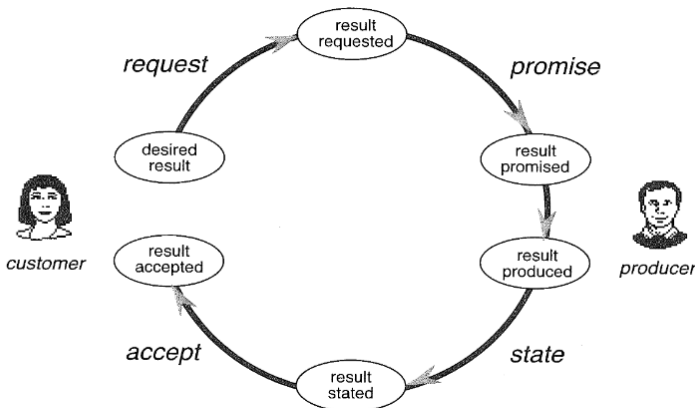 result
requested
request
promise
desired
result
result
promised
customer
result
accepted
result
produced
producer
accept
state
result
stated